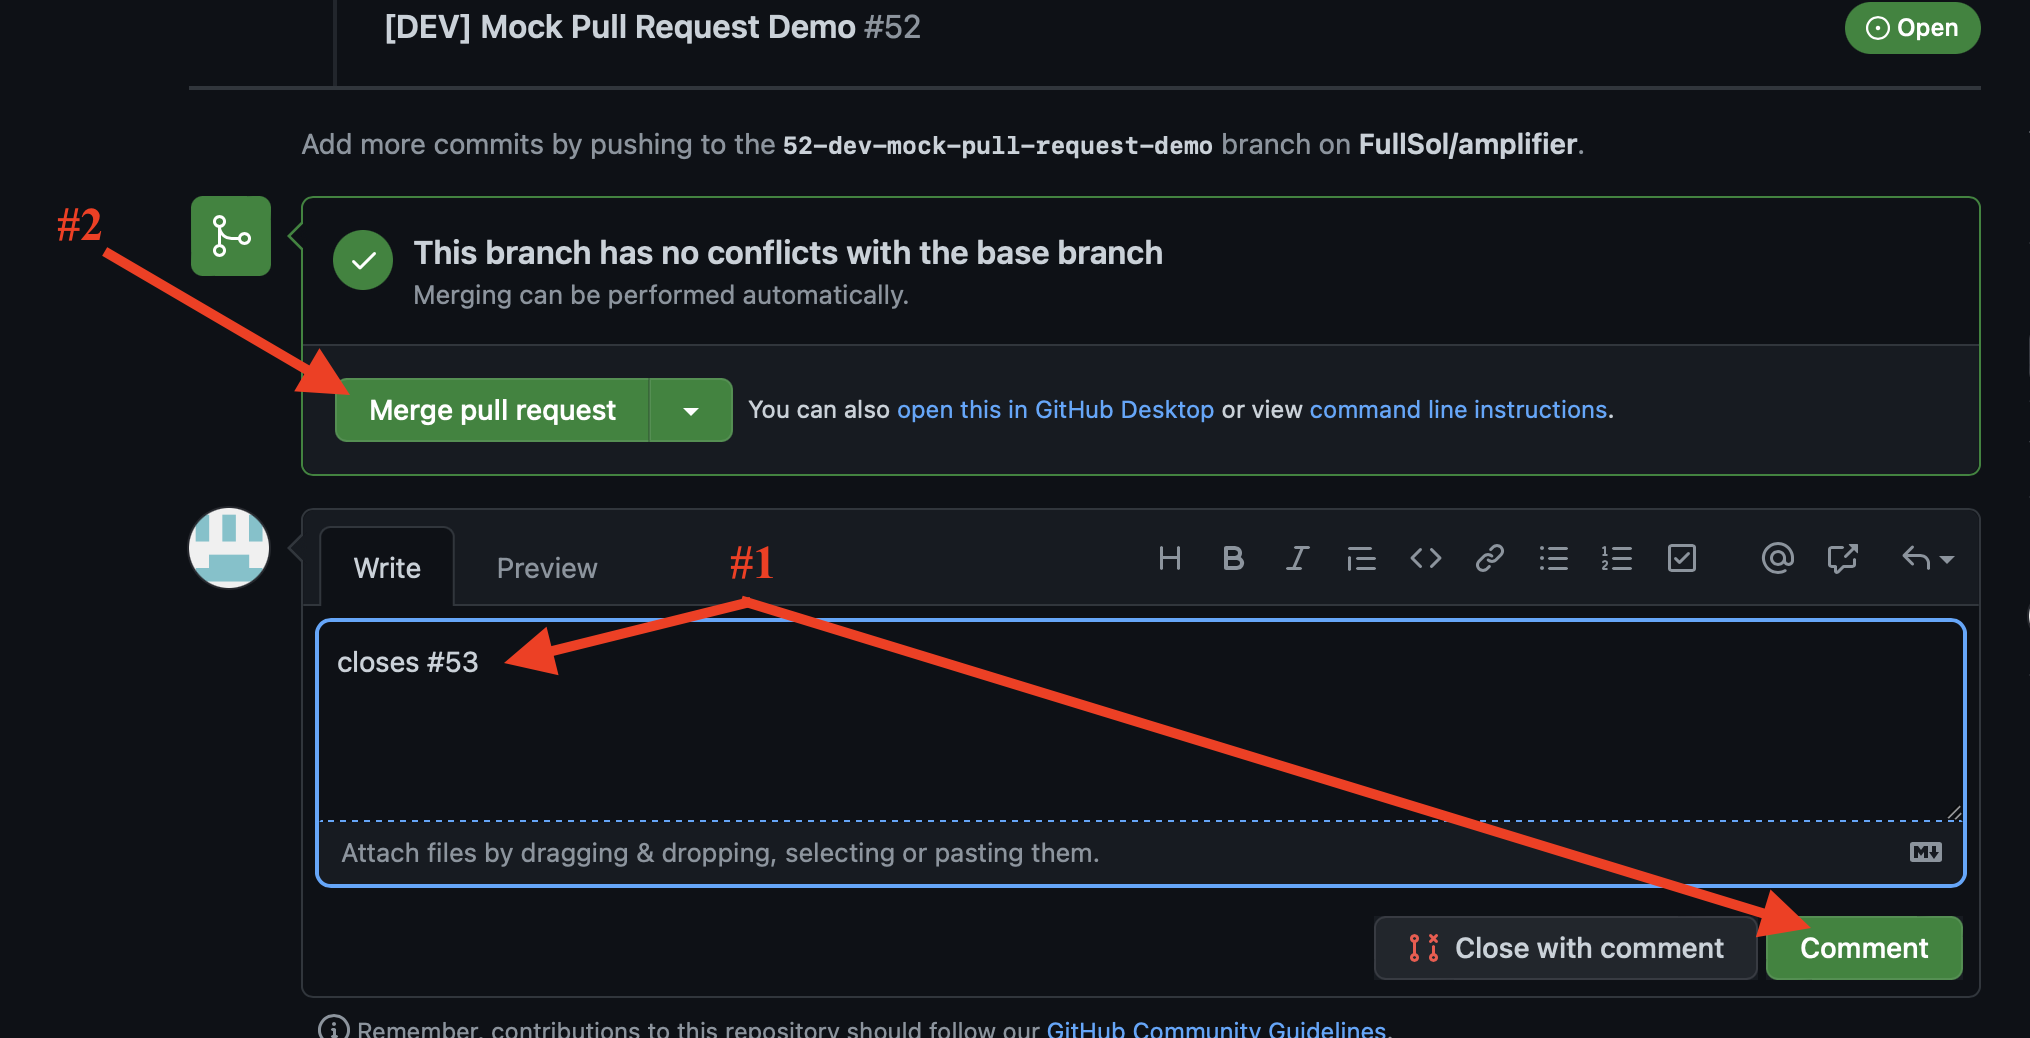 [DEV] Mock Pull Request Demo #52
Open
Add more commits by pushing to the 52-dev-mock-pull-request-demo branch on FullSol/amplifier.
#2
This branch has no conflicts with the base branch
Merging can be performed automatically.
Merge pull request
You can also open this in GitHub Desktop or view command line instructions.
Write
Preview
#1
closes #53
Attach files by dragging & dropping, selecting or pasting them.
Close with comment
Comment
Remember, contributions to this repository should follow our GitHub Community Guidelines.